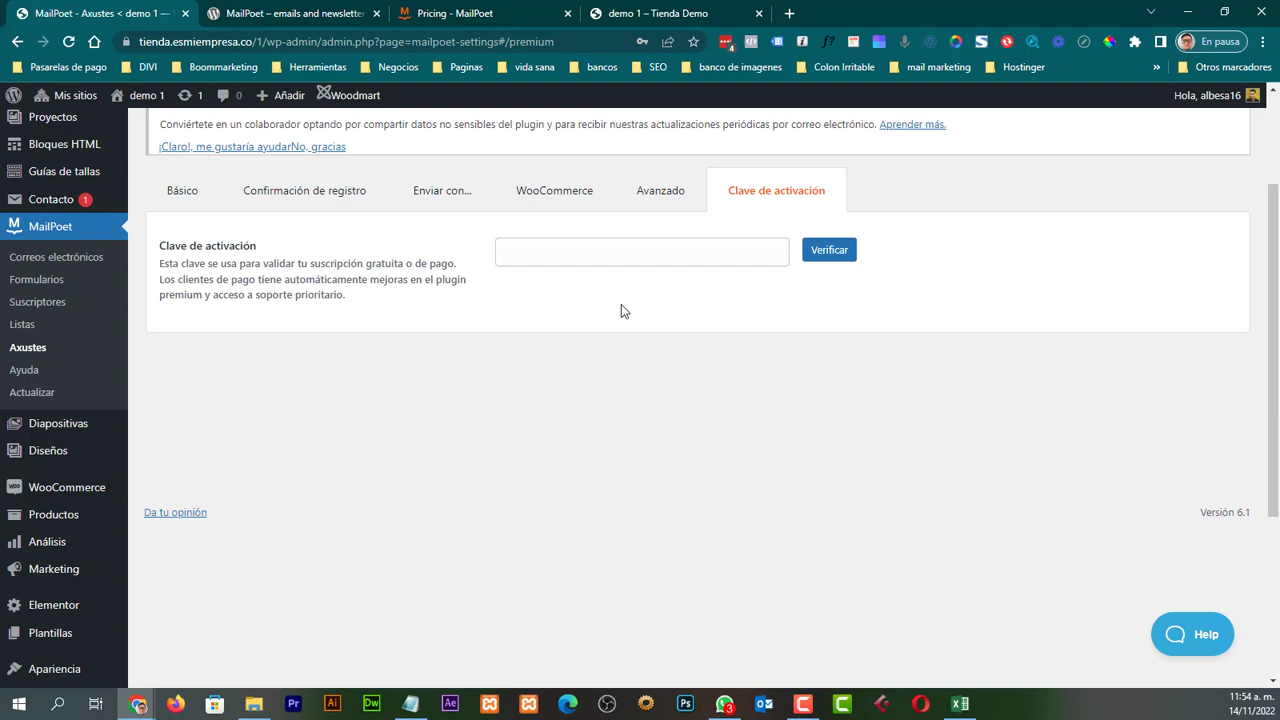 MailPoet - Axustes < demo 1 —
MailPoet – emails and newsletter
Pricing - MailPoet
demo 1 – Tienda Demo
tienda.esmiempresa.co/1/wp-admin/admin.php?page=mailpoet-settings#/premium
4
f?
En pausa
Pasarelas de pago
DIVI
Boommarketing
Herramientas
Negocios
Paginas
vida sana
bancos
SEO
banco de imagenes
Colon Irritable
mail marketing
Hostinger
»
Otros marcadores
Mis sitios
demo 1
1
0
Añadir
Woodmart
Hola, albesa16
Proyectos
Bloques HTML
Guías de tallas
Contacto 1
MailPoet
Correos electrónicos
Formularios
Suscriptores
Listas
Axustes
Ayuda
Actualizar
Diapositivas
Diseños
WooCommerce
Productos
Análisis
Marketing
Elementor
Plantillas
Apariencia
Conviértete en un colaborador optando por compartir datos no sensibles del plugin y para recibir nuestras actualizaciones periódicas por correo electrónico. Aprender más.
¡Claro!, me gustaría ayudarNo, gracias
Básico
Confirmación de registro
Enviar con...
WooCommerce
Avanzado
Clave de activación
Clave de activación
Esta clave se usa para validar tu suscripción gratuita o de pago.
Los clientes de pago tiene automáticamente mejoras en el plugin
premium y acceso a soporte prioritario.
Verificar
Da tu opinión
Versión 6.1
Help
Pr
Ai
Dw
Ae
Ps
3
11:54 a. m.
14/11/2022